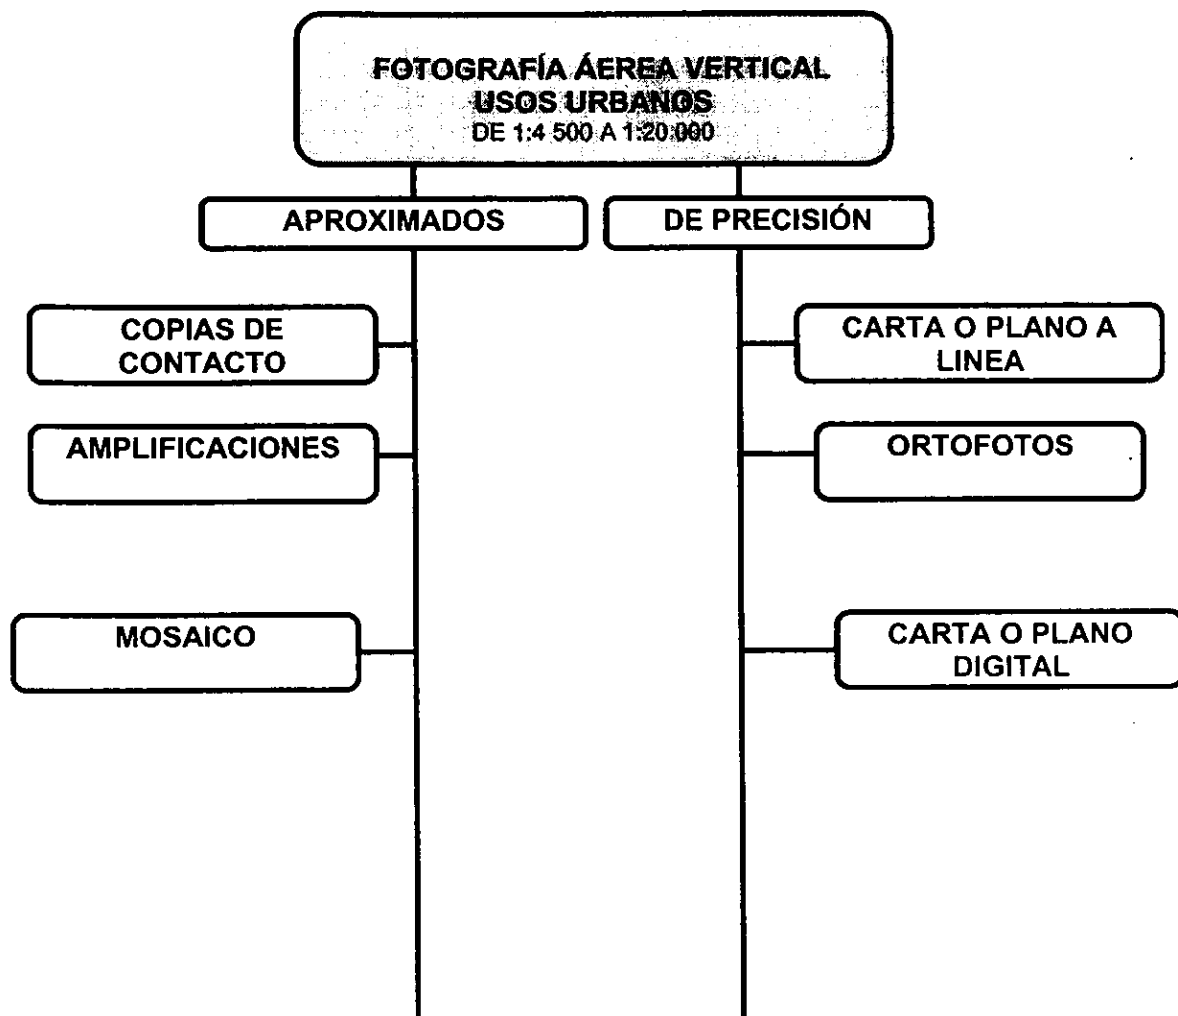 FOTOGRAFÍA ÁEREA VERTICAL
USOS URBANOS
DE 1:4 500 A 1:20 000
APROXIMADOS
DE PRECISIÓN
COPIAS DE
CONTACTO
CARTA O PLANO A
LINEA
AMPLIFICACIONES
ORTOFOTOS
MOSAICO
CARTA O PLANO
DIGITAL